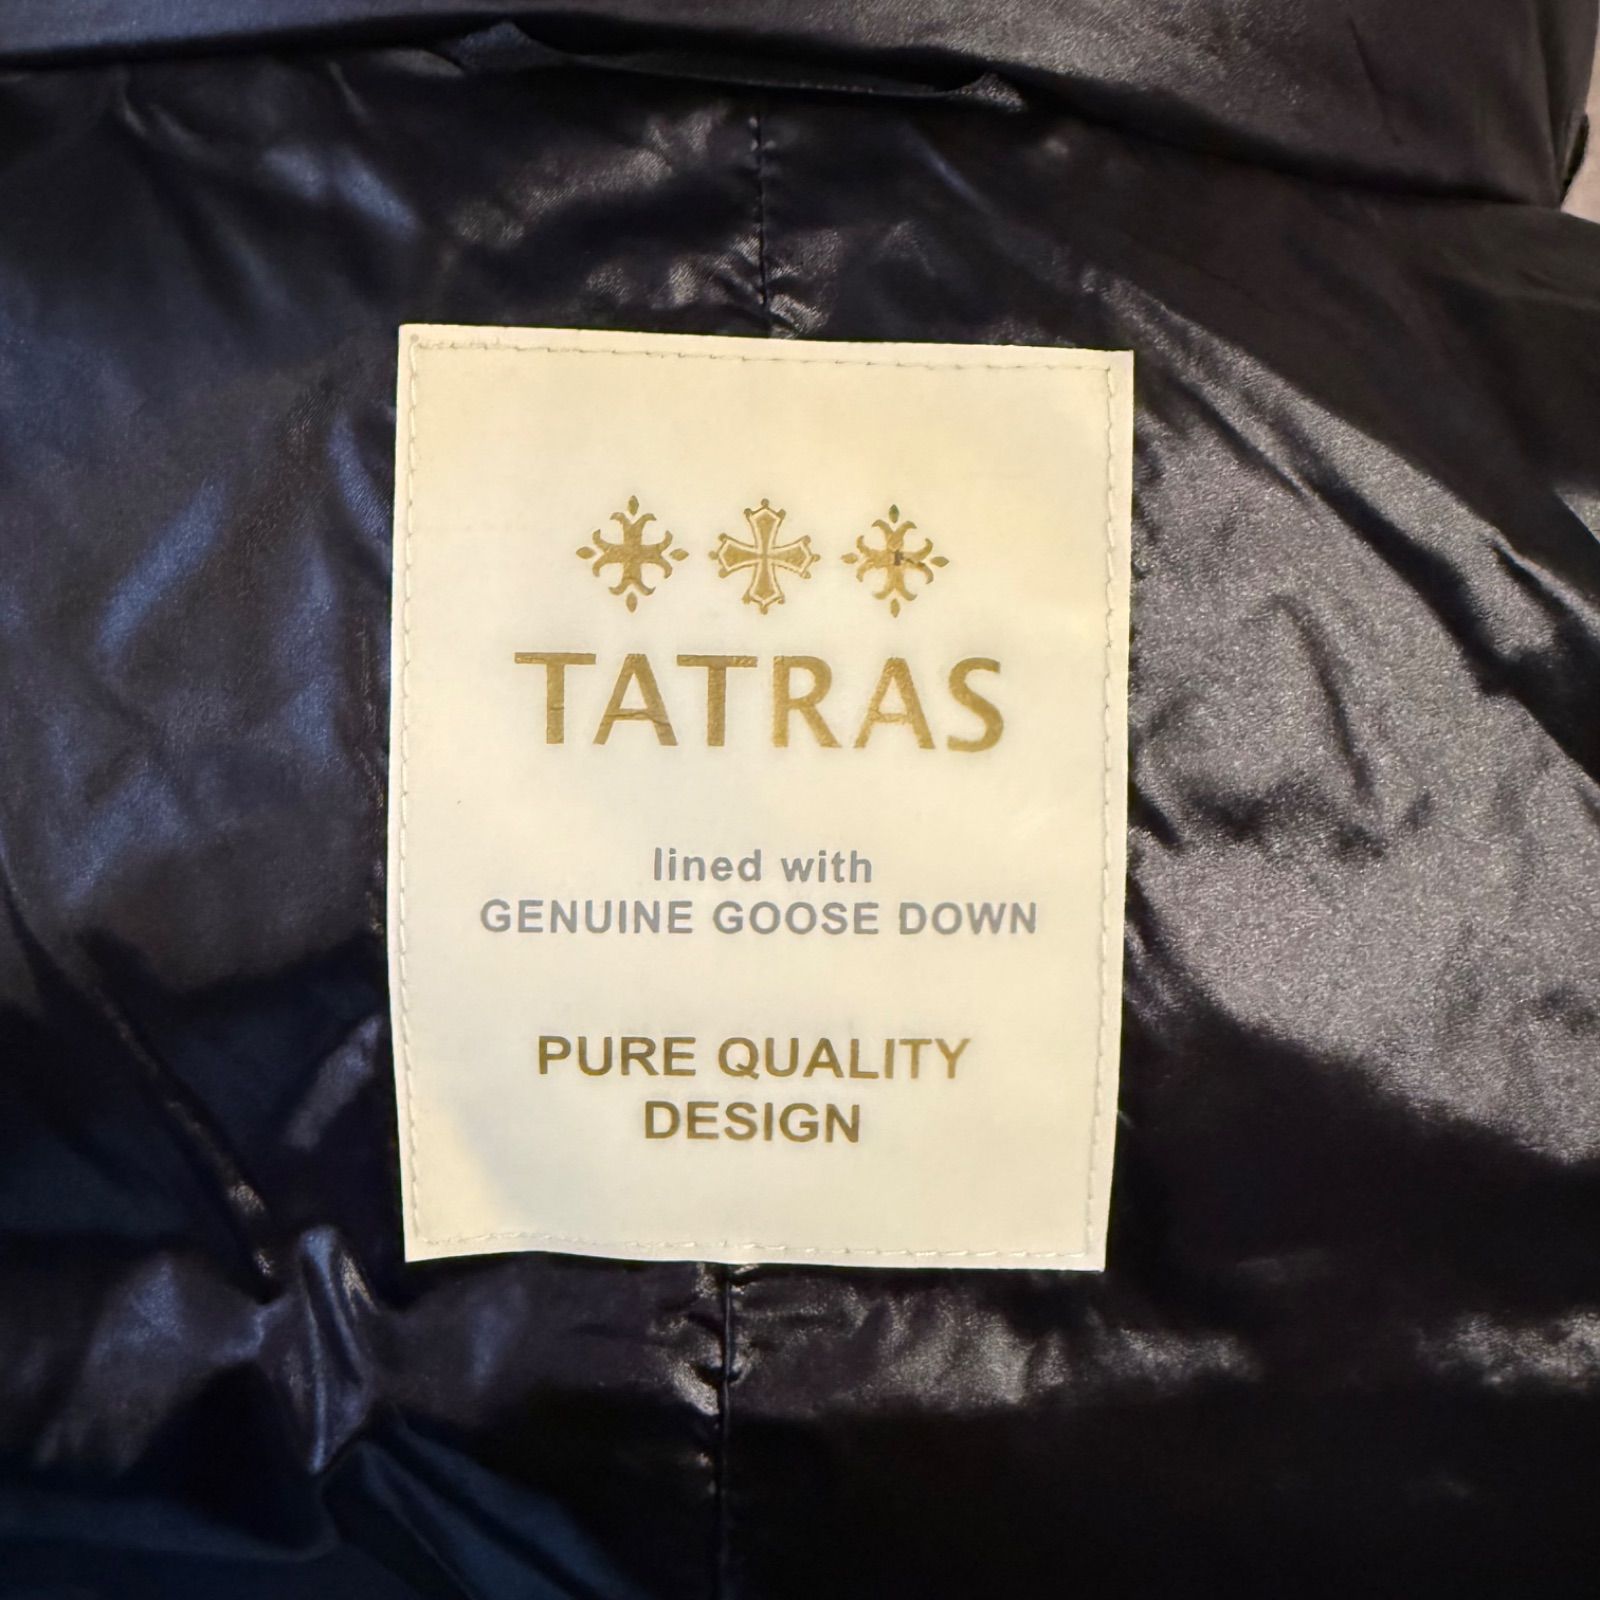 TATRAS
lined with
GENUINE GOOSE DOWN
PURE QUALITY
DESIGN